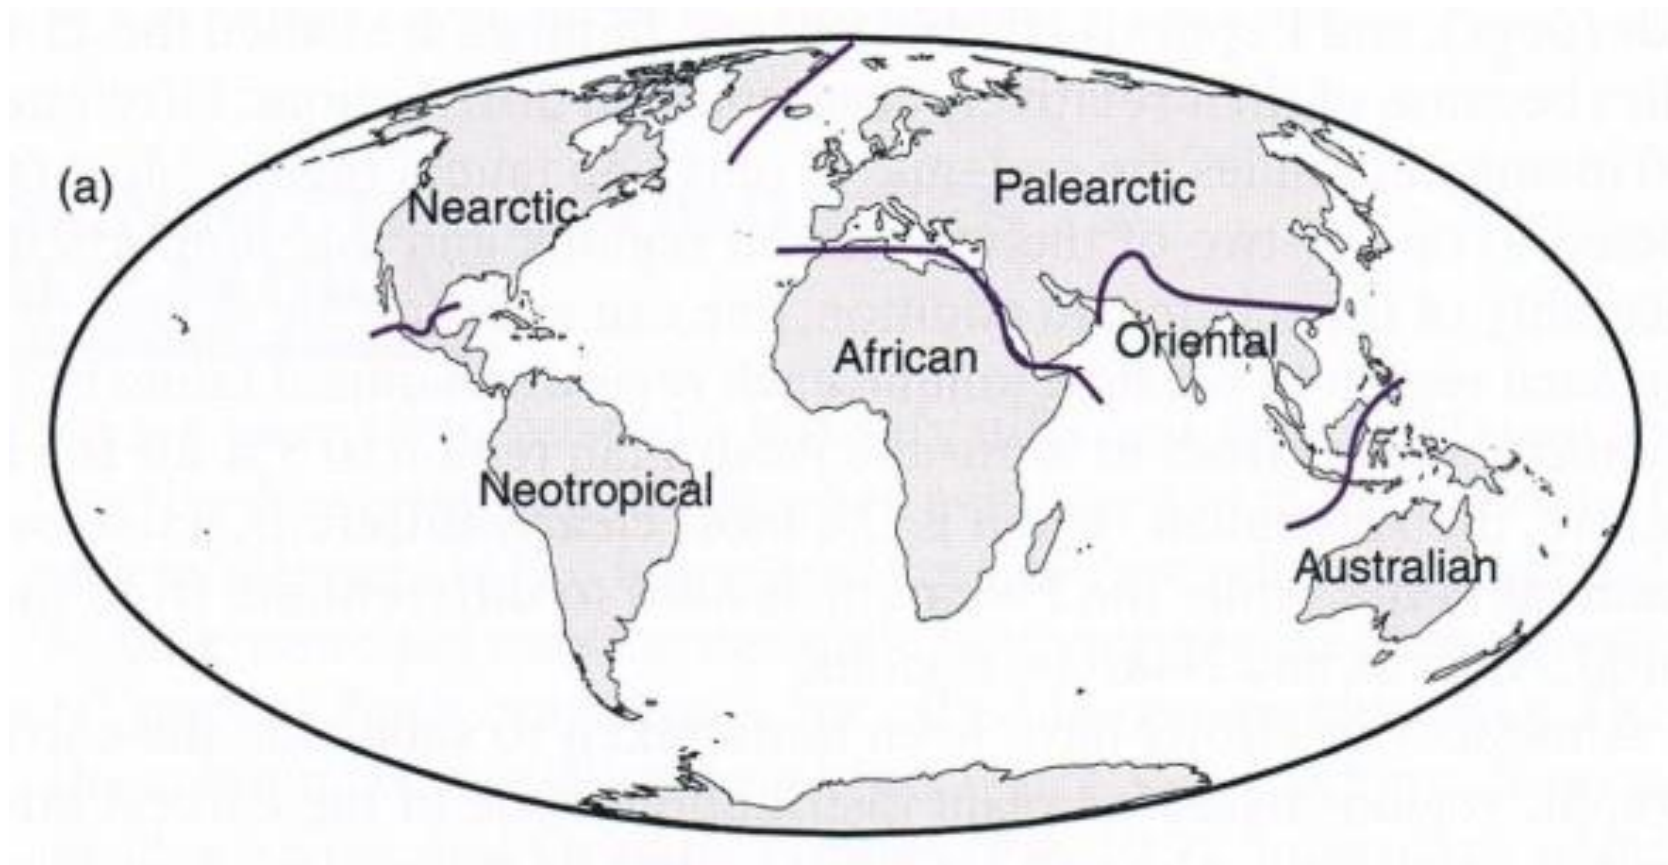 (a)
Nearctic
Palearctic
African
Oriental
Neotropical
Australian